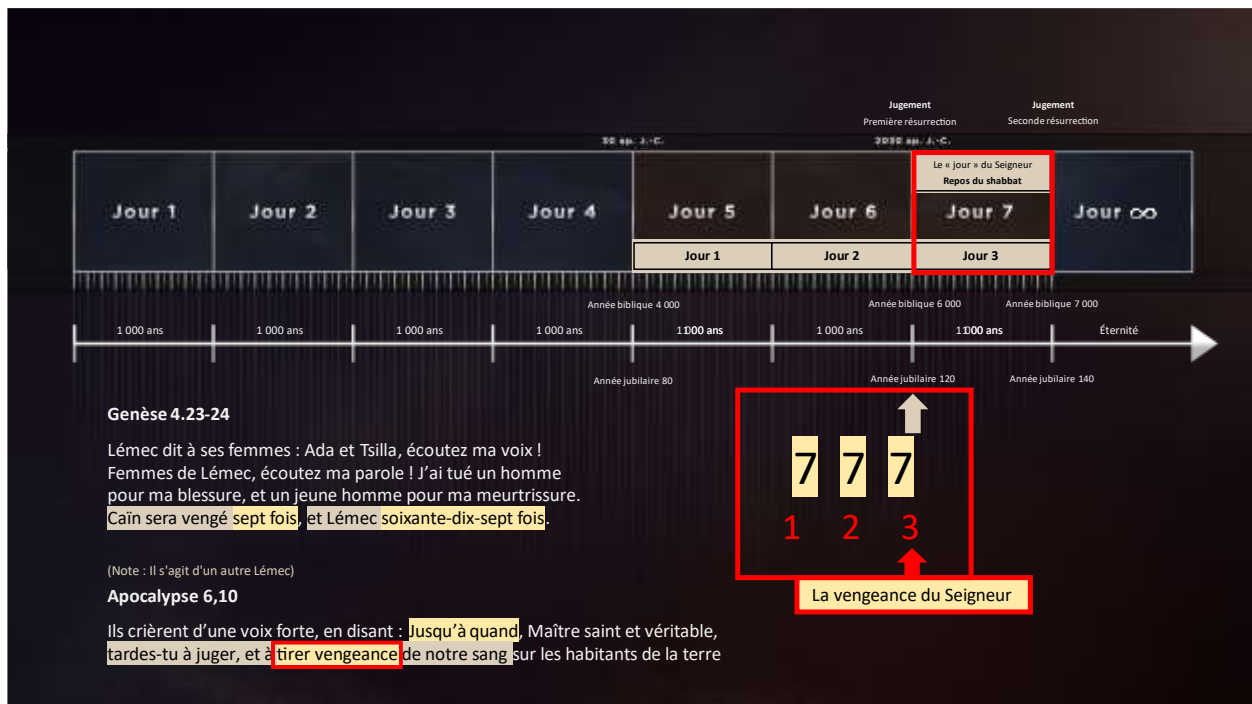 Jugement
Première résurrection
Jugement
Seconde résurrection
30 ap. J.-C.
2030 ap. J.-C.
Le « jour » du Seigneur
Repos du shabbat
Jour 1
Jour 2
Jour 3
Jour 4
Jour 5
Jour 6
Jour 7
Jour ∞
Jour 1
Jour 2
Jour 3
Année biblique 4 000
Année biblique 6 000
Année biblique 7 000
1 000 ans
1 000 ans
1 000 ans
1 000 ans
1 000 ans
1 000 ans
1 000 ans
Éternité
Année jubilaire 80
Année jubilaire 120
Année jubilaire 140
Genèse 4.23-24
Lémec dit à ses femmes : Ada et Tsilla, écoutez ma voix !
Femmes de Lémec, écoutez ma parole ! J’ai tué un homme
pour ma blessure, et un jeune homme pour ma meurtrissure.
Caïn sera vengé sept fois, et Lémec soixante-dix-sept fois.
7 7 7
1 2 3
La vengeance du Seigneur
(Note : Il s'agit d'un autre Lémec)
Apocalypse 6,10
Ils crièrent d’une voix forte, en disant : Jusqu’à quand, Maître saint et véritable,
tardes-tu à juger, et à tirer vengeance de notre sang sur les habitants de la terre